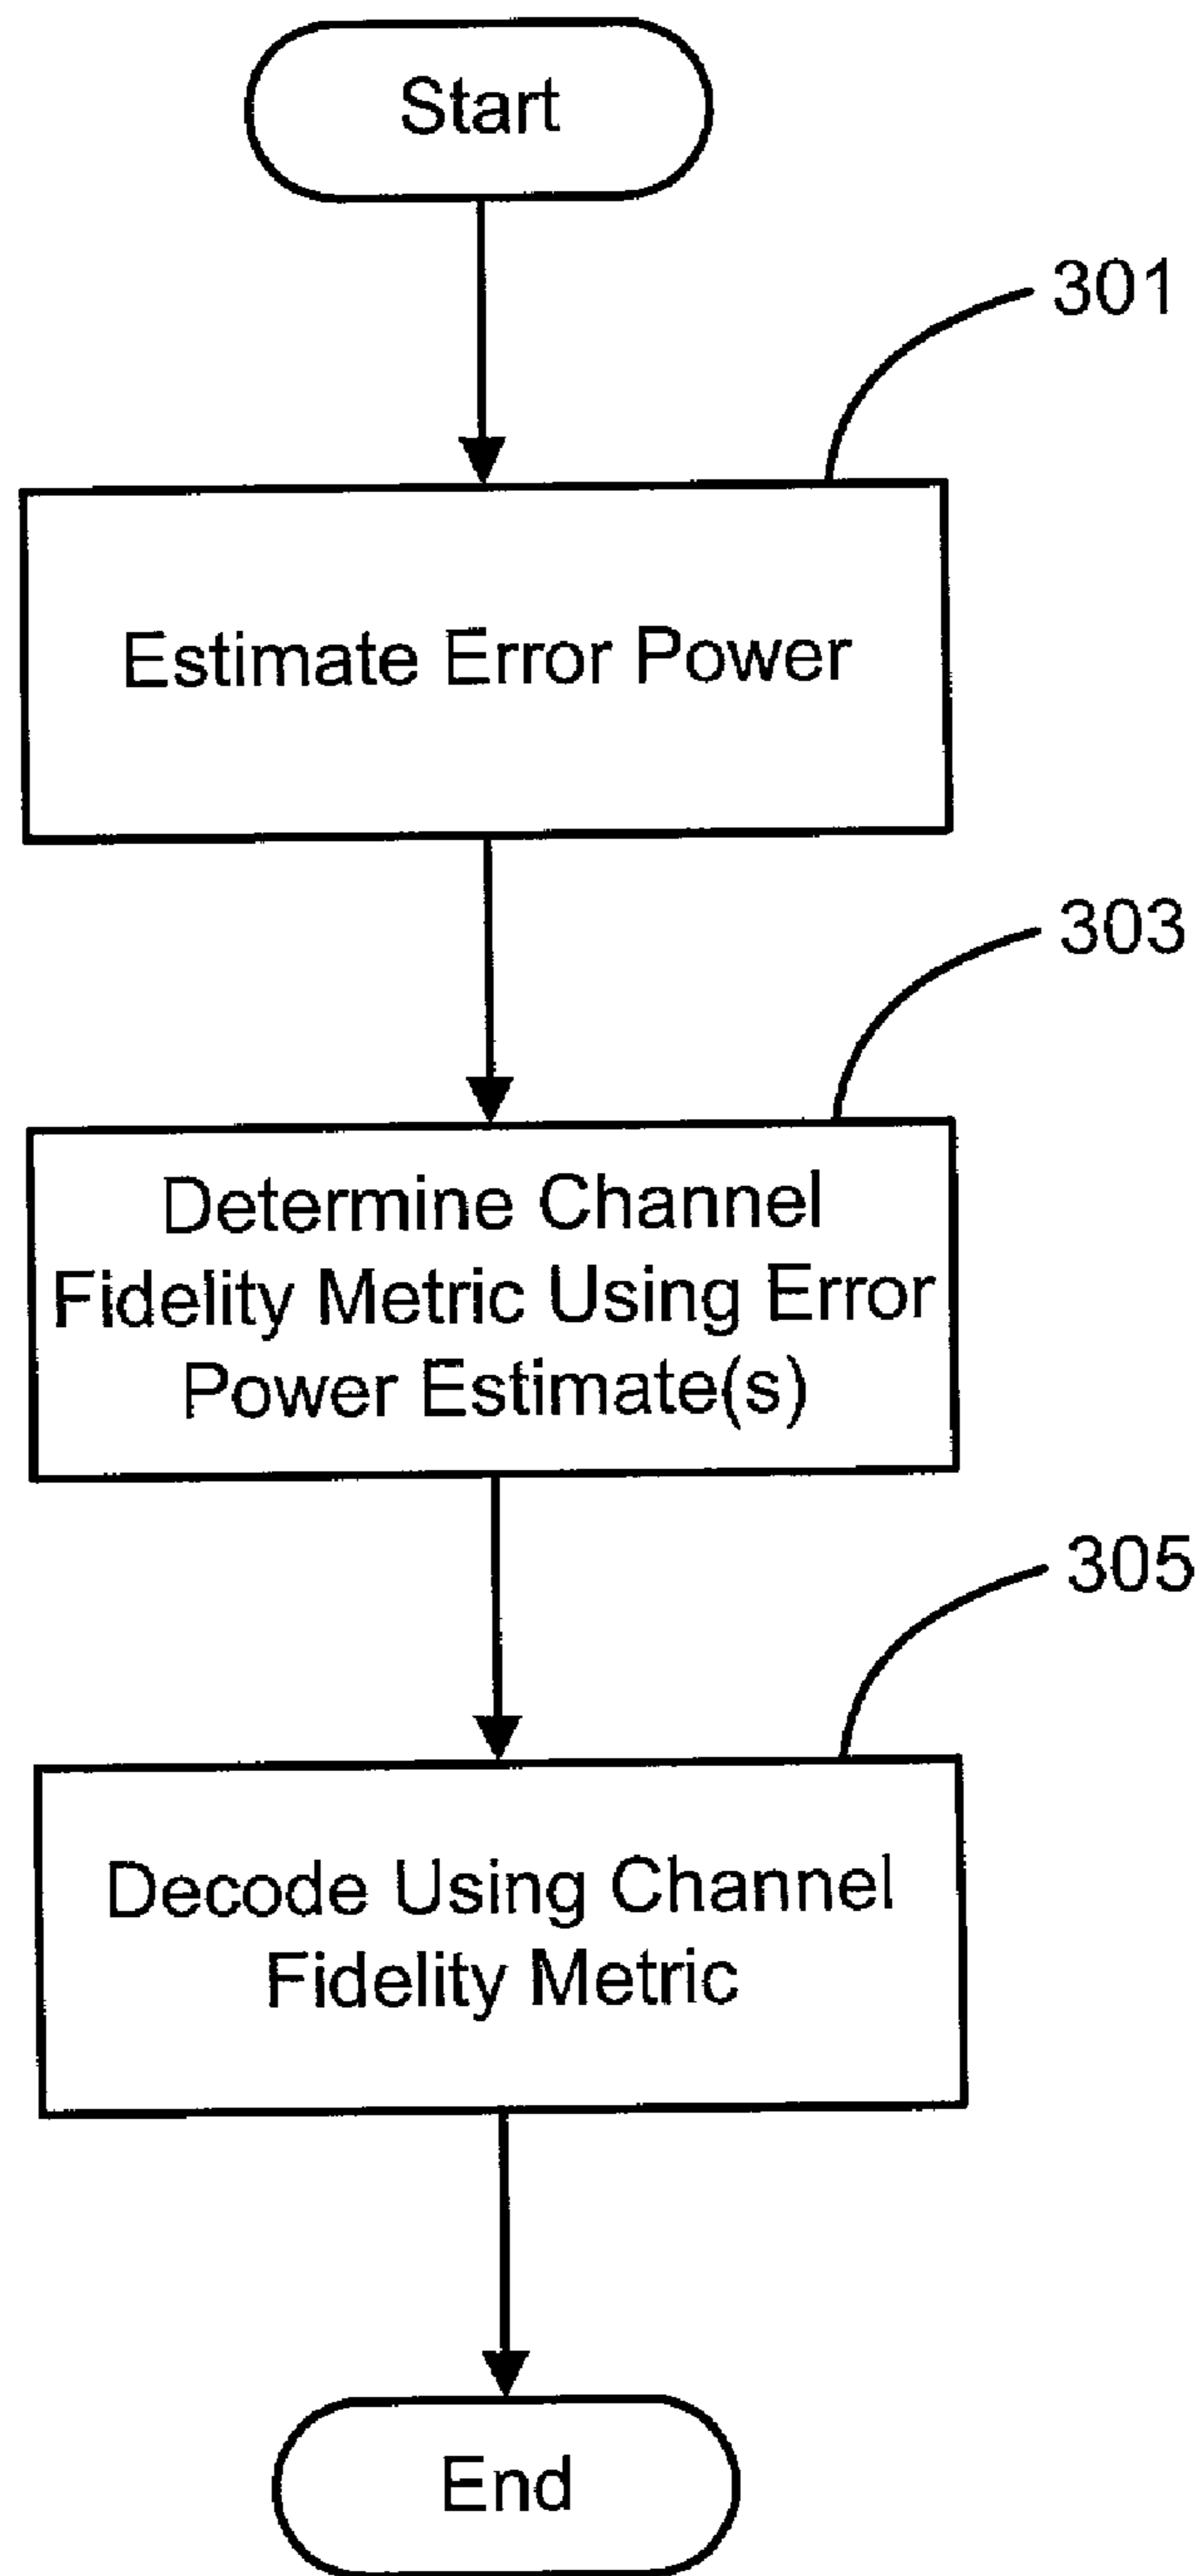 Start
301
Estimate Error Power
303
Determine Channel
Fidelity Metric Using Error
Power Estimate(s)
305
Decode Using Channel
Fidelity Metric
End